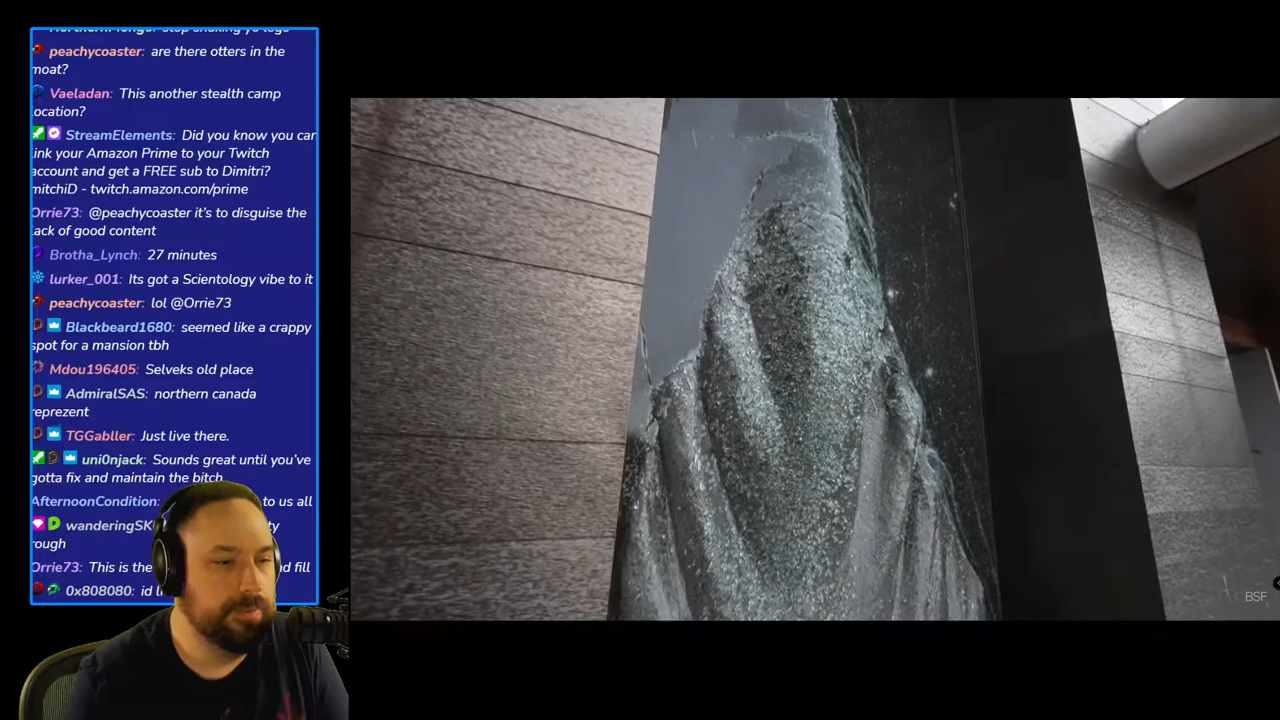 peachycoaster: are there otters in the
moat?
Vaeladan: This another stealth camp
location?
StreamElements: Did you know you can
link your Amazon Prime to your Twitch
account and get a FREE sub to Dimitri?
mitchiD - twitch.amazon.com/prime
Orrie73: @peachycoaster it's to disguise the
lack of good content
Brotha_Lynch: 27 minutes
lurker_001: Its got a Scientology vibe to it
peachycoaster: lol @Orrie73
Blackbeard1680: seemed like a crappy
spot for a mansion tbh
Mdou196405: Selveks old place
AdmiralSAS: northern canada
reprezent
TGGabller: Just live there.
uni0njack: Sounds great until you've
gotta fix and maintain the bitch
AfternoonCondition: to us all
rough
Orrie73: This is the
fill
0x808080: id
BSF